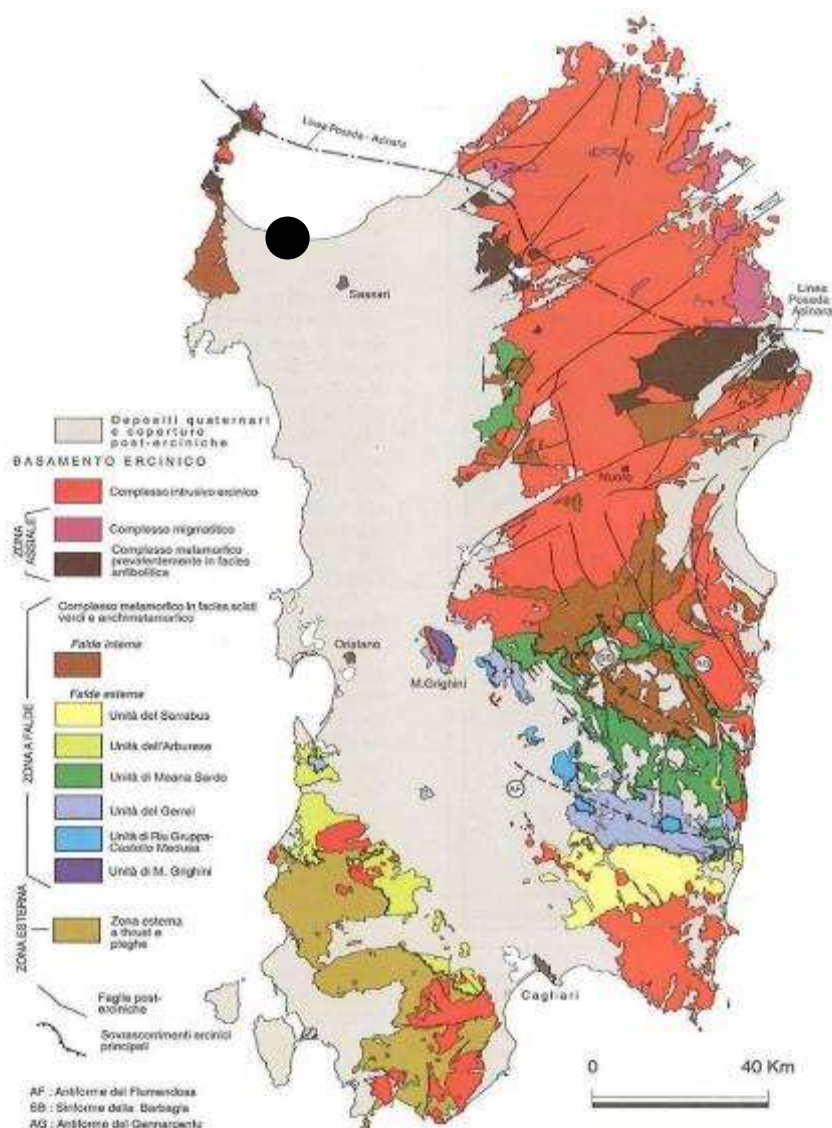 Linea Posada - Asinara
Sassari
Linea
Posada
Asinara
Nuoro
Oristano
M.Grighini
AF
Cagliari
0 40 Km
Depositi quaternari
e coperture
post-erciniche
BASAMENTO ERCINICO
Complesso intrusivo ercinico
ZONA
ASSIALE
Complesso migmatitico
Complesso metamorfico
prevalentemente in facies
anfibolitica
ZONA A FALDE
Complesso metamorfico in facies scisti
verdi e anchimetamorfico
Falde interne
Falde esterne
Unità del Sarrabus
Unità dell'Arburese
Unità di Meana Sardo
Unità del Gerrei
Unità di Riu Gruppa-
Castello Medusa
Unità di M. Grighini
ZONA ESTERNA
Zona esterna
a thrust e
pieghe
Faglie post-
erciniche
Sovrascorrimenti ercinici
principali
AF : Antiforme del Flumendosa
SB : Sinforme della Barbagia
AG : Antiforme del Gennargentu